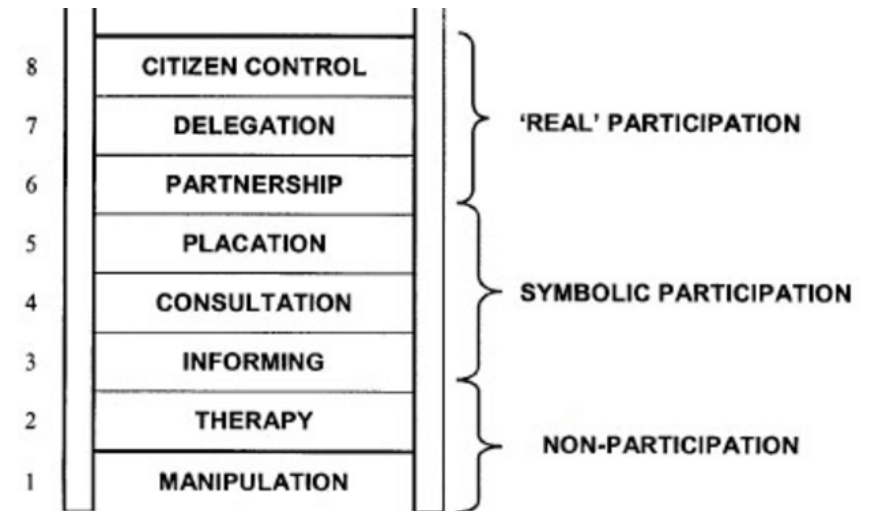 8 CITIZEN CONTROL
7 DELEGATION
'REAL' PARTICIPATION
6 PARTNERSHIP
5 PLACATION
4 CONSULTATION
SYMBOLIC PARTICIPATION
3 INFORMING
2 THERAPY
NON-PARTICIPATION
1 MANIPULATION